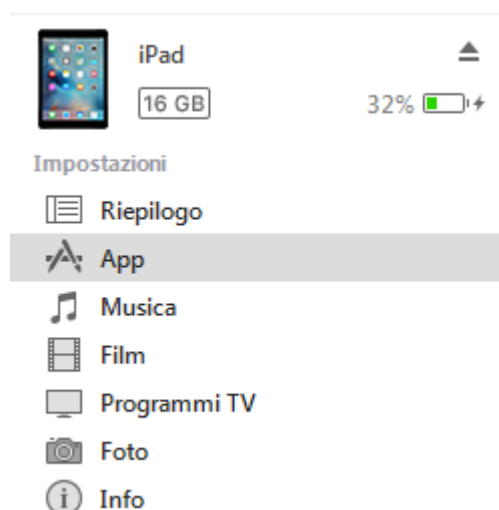 iPad
16 GB 32%
Impostazioni
Riepilogo
App
Musica
Film
Programmi TV
Foto
Info